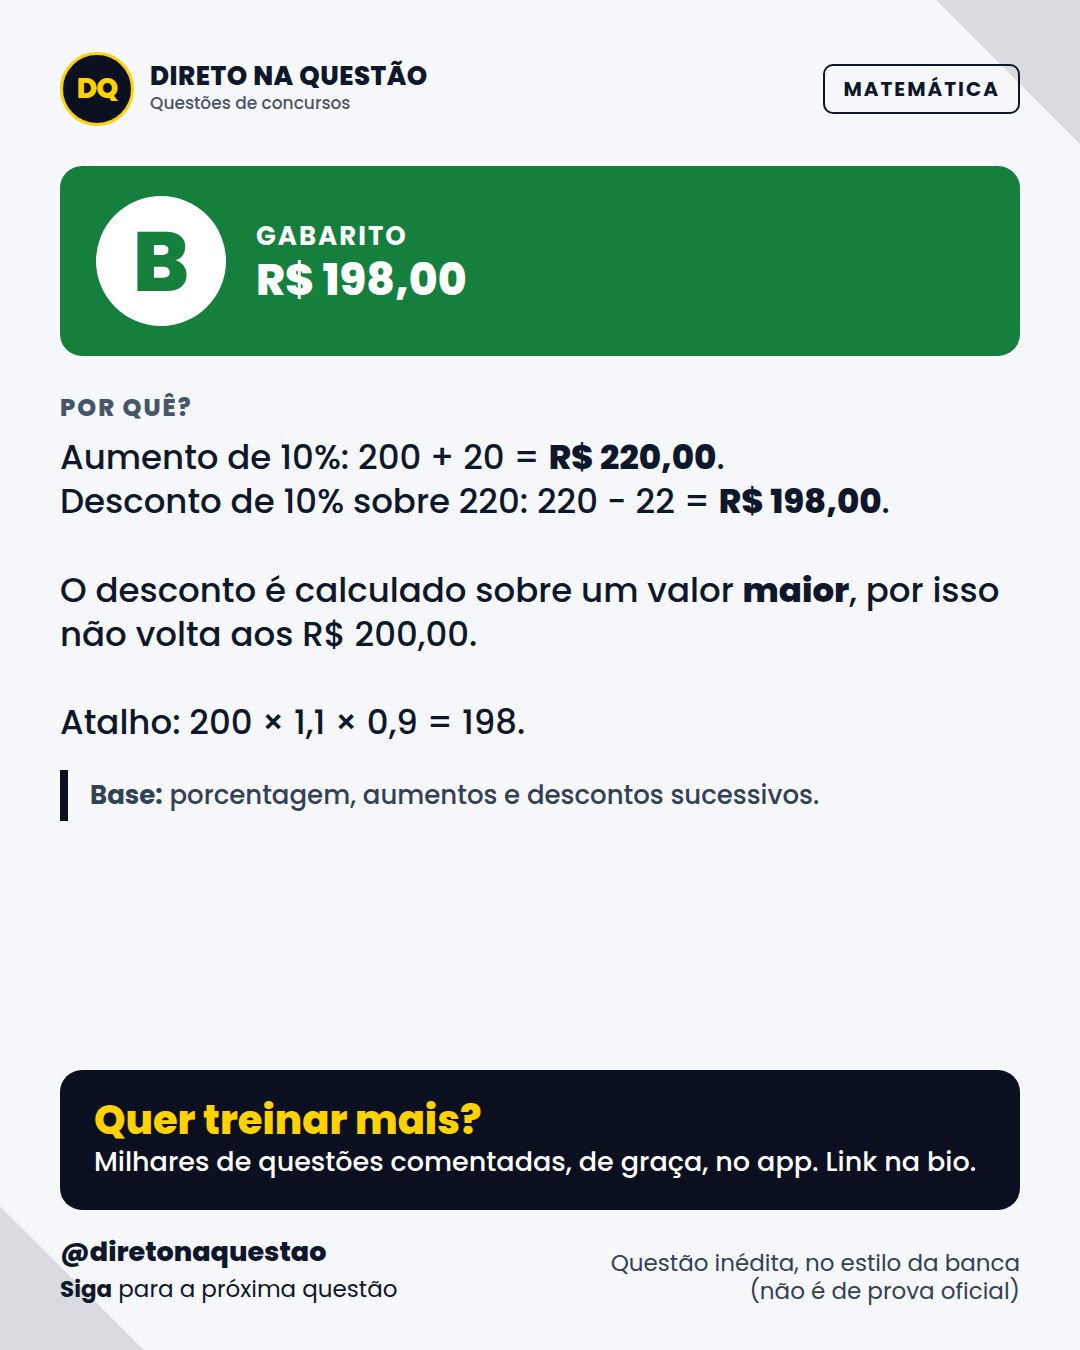 DQ
DIRETO NA QUESTÃO
Questões de concursos
MATEMÁTICA
B
GABARITO
R$ 198,00
POR QUÊ?
Aumento de 10%: 200 + 20 = R$ 220,00.
Desconto de 10% sobre 220: 220 − 22 = R$ 198,00.
O desconto é calculado sobre um valor maior, por isso
não volta aos R$ 200,00.
Atalho: 200 × 1,1 × 0,9 = 198.
Base: porcentagem, aumentos e descontos sucessivos.
Quer treinar mais?
Milhares de questões comentadas, de graça, no app. Link na bio.
@diretonaquestao
Siga para a próxima questão
Questão inédita, no estilo da banca
(não é de prova oficial)